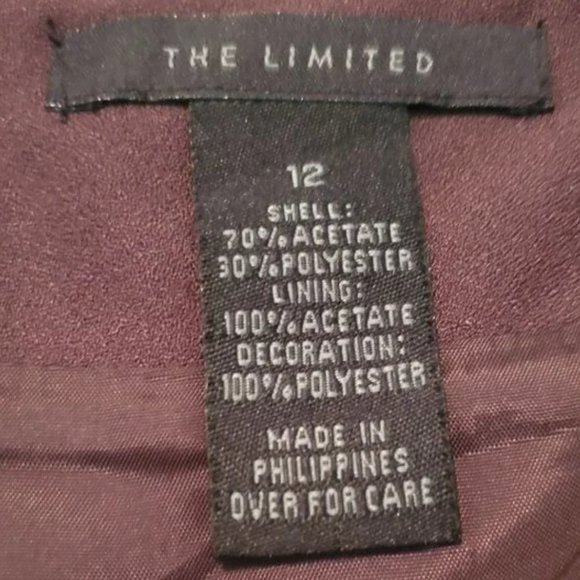 THE LIMITED
12
SHELL:
70% ACETATE
30% POLYESTER
LINING:
100% ACETATE
DECORATION:
100% POLYESTER
MADE IN
PHILIPPINES
OVER FOR CARE